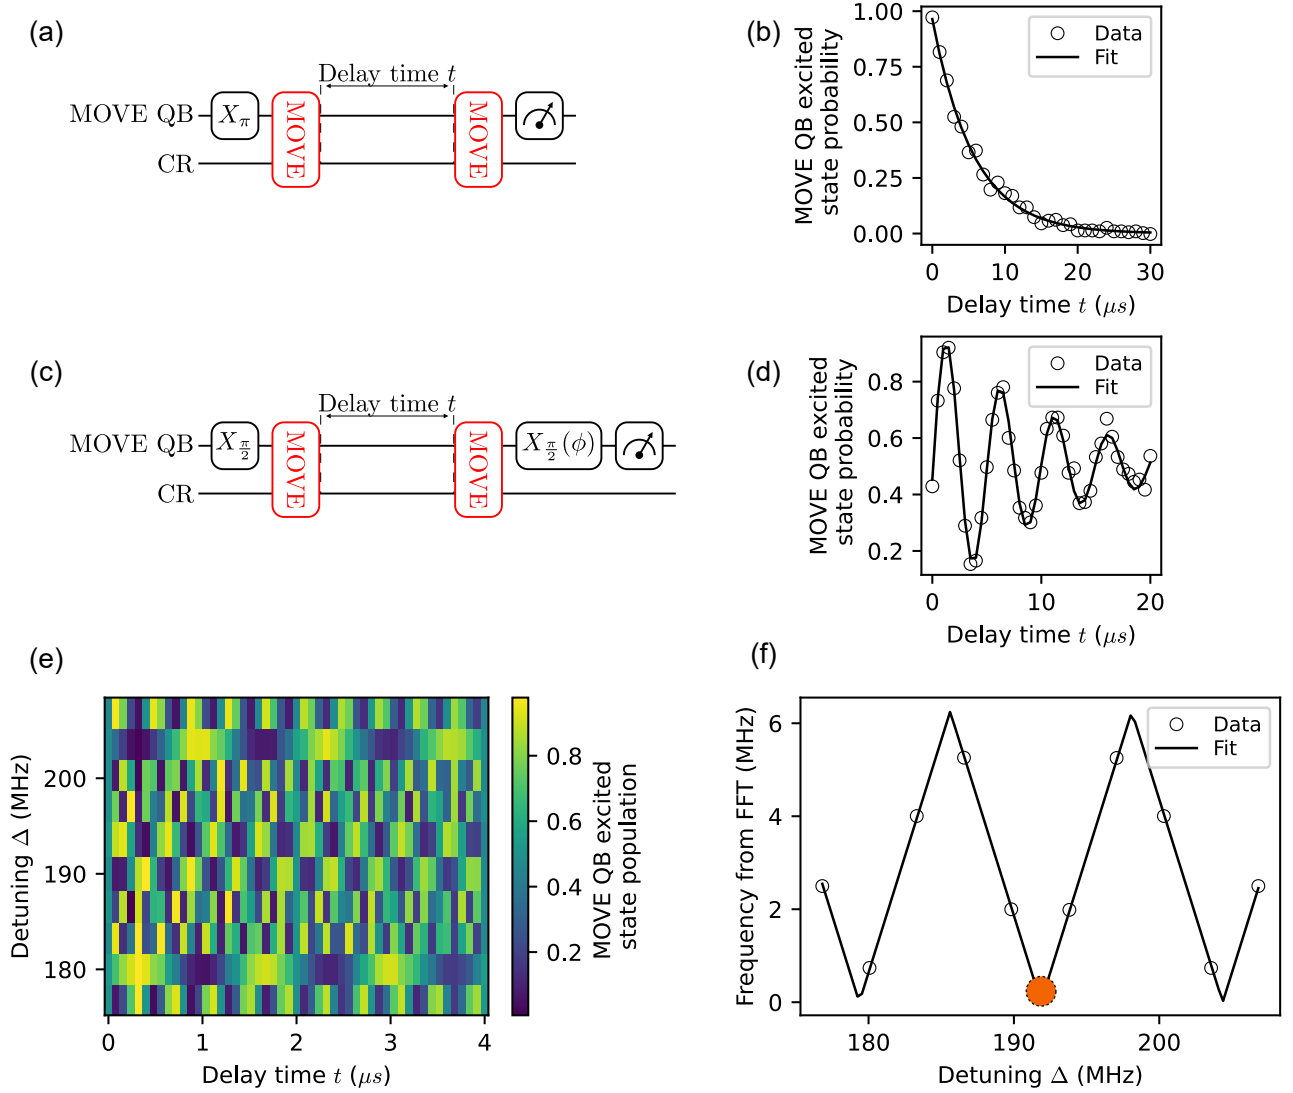 (a)
Delay time t
MOVE QB
X_π
MOVE
MOVE
CR
(b)
MOVE QB excited
state probability
1.00
0.75
0.50
0.25
0.00
Data
Fit
0
10
20
30
Delay time t (μs)
(c)
Delay time t
MOVE QB
X_{π/2}
MOVE
MOVE
X_{π/2}(ϕ)
CR
(d)
MOVE QB excited
state probability
0.8
0.6
0.4
0.2
Data
Fit
0
10
20
Delay time t (μs)
(e)
Detuning Δ (MHz)
200
190
180
0
1
2
3
4
Delay time t (μs)
0.8
0.6
0.4
0.2
MOVE QB excited
state population
(f)
Frequency from FFT (MHz)
6
4
2
0
Data
Fit
180
190
200
Detuning Δ (MHz)